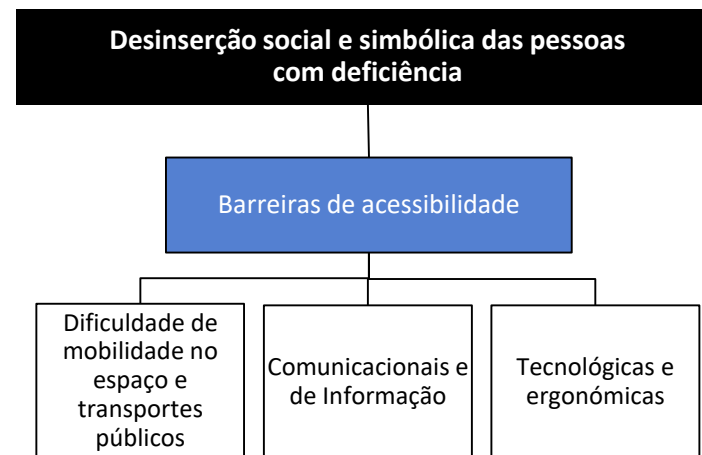 Desinserção social e simbólica das pessoas
com deficiência
Barreiras de acessibilidade
Dificuldade de
mobilidade no
espaço e
transportes
públicos
Comunicacionais e
de Informação
Tecnológicas e
ergonómicas